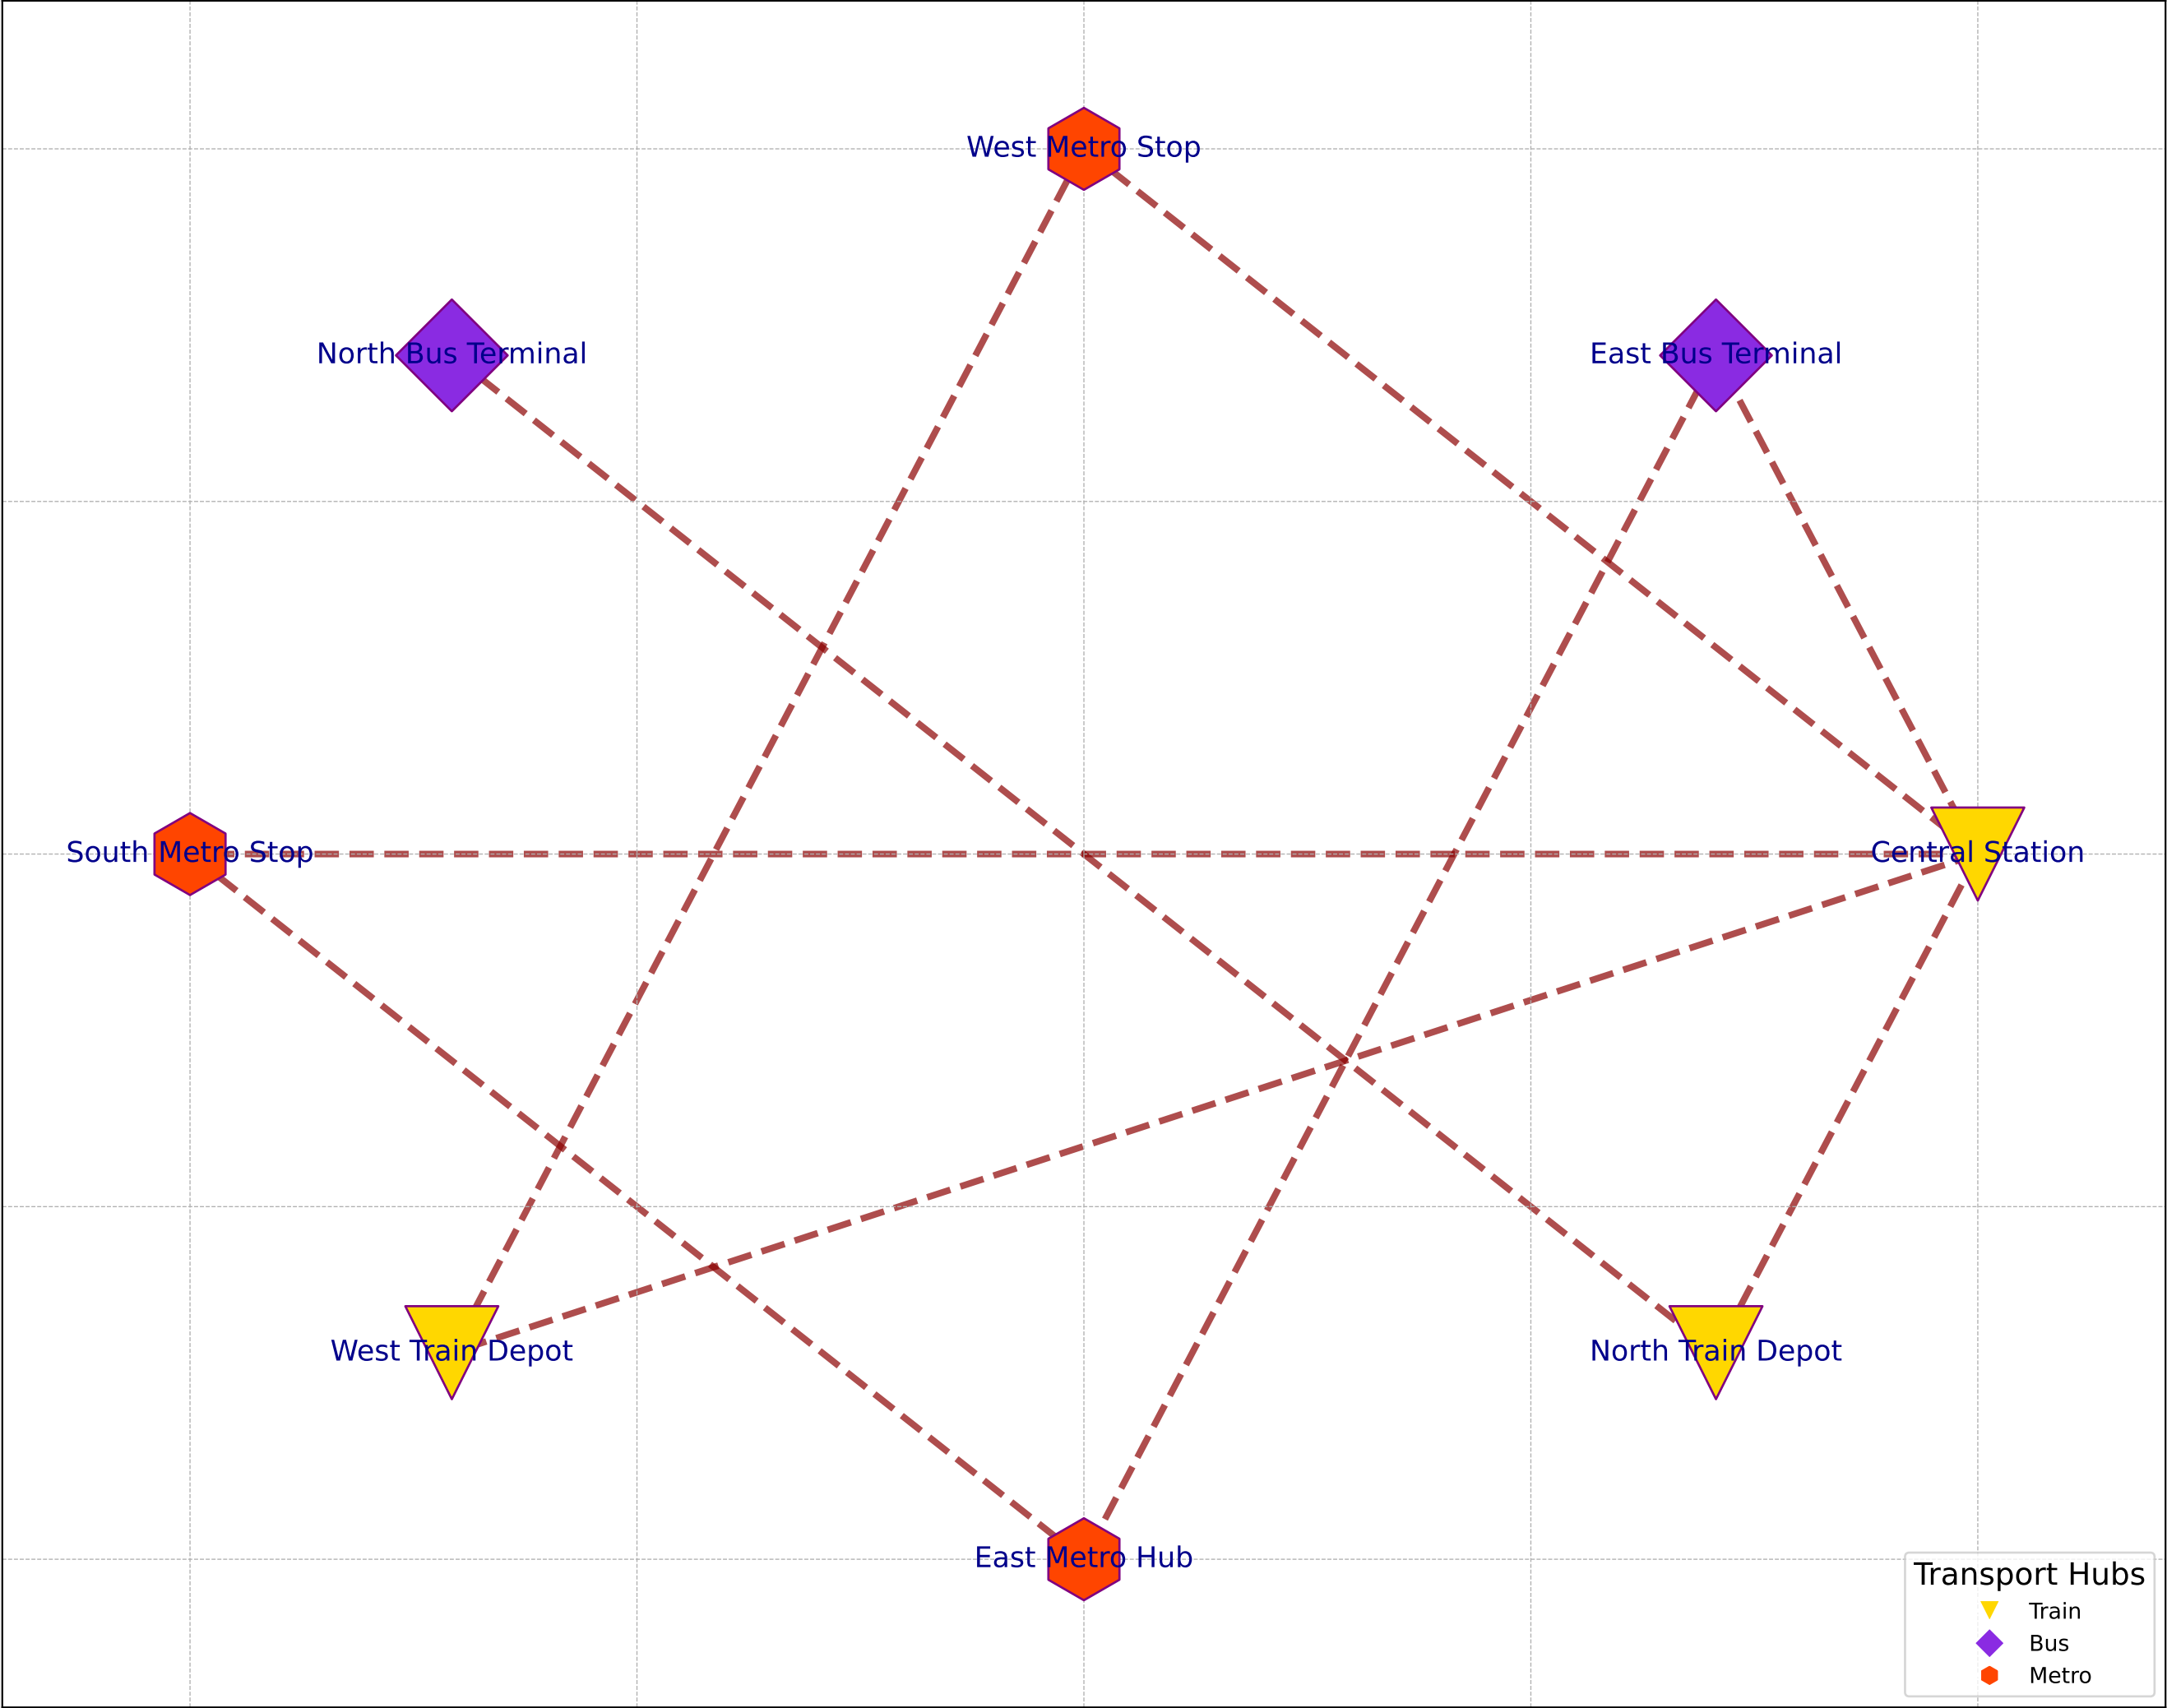 West Metro Stop
North Bus Terminal
East Bus Terminal
South Metro Stop
Central Station
West Train Depot
North Train Depot
East Metro Hub
Transport Hubs
Train
Bus
Metro